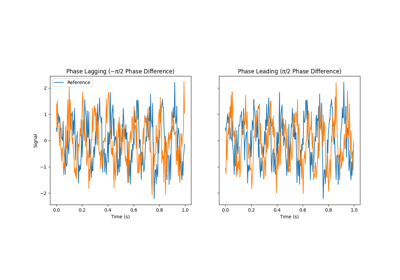 Phase Lagging (−π/2 Phase Difference)
Phase Leading (π/2 Phase Difference)
Reference
Signal
2
1
0
−1
−2
0.0 0.2 0.4 0.6 0.8 1.0
0.0 0.2 0.4 0.6 0.8 1.0
Time (s)
Time (s)